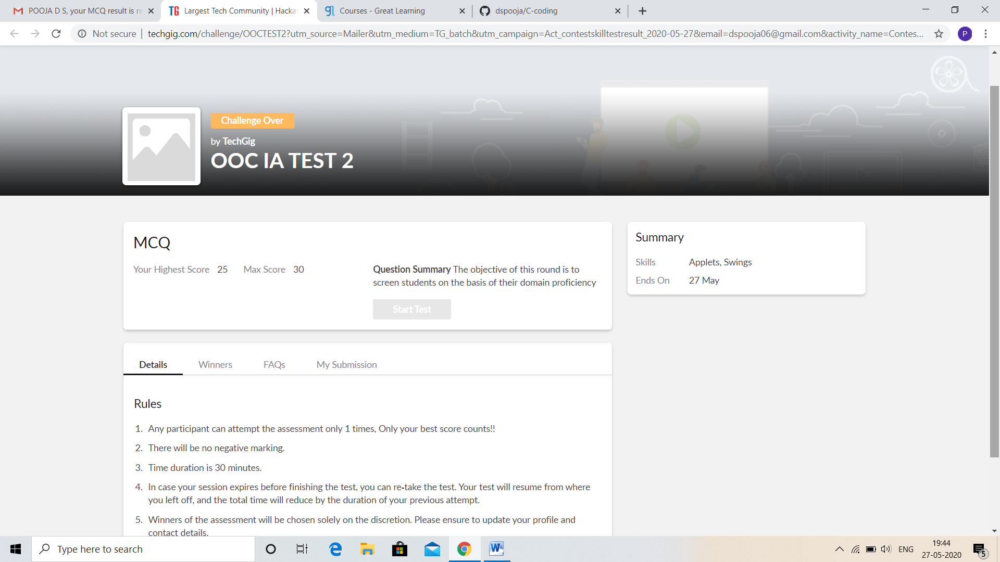 POOJA D S, your MCQ result is re
Largest Tech Community | Hacka
Courses - Great Learning
dspooja/C-coding
Not secure
techgig.com/challenge/OOCTEST2?utm_source=Mailer&utm_medium=TG_batch&utm_campaign=Act_contestskilltestresult_2020-05-27&email=dspooja06@gmail.com&activity_name=Contes...
P
Challenge Over
by TechGig
OOC IA TEST 2
MCQ
Your Highest Score 25 Max Score 30
Question Summary The objective of this round is to
screen students on the basis of their domain proficiency
Start Test
Summary
Skills Applets, Swings
Ends On 27 May
Details Winners FAQs My Submission
Rules
1. Any participant can attempt the assessment only 1 times, Only your best score counts!!
2. There will be no negative marking.
3. Time duration is 30 minutes.
4. In case your session expires before finishing the test, you can re-take the test. Your test will resume from where
you left off, and the total time will reduce by the duration of your previous attempt.
5. Winners of the assessment will be chosen solely on the discretion. Please ensure to update your profile and
contact details.
Type here to search
ENG
19:44
27-05-2020
5